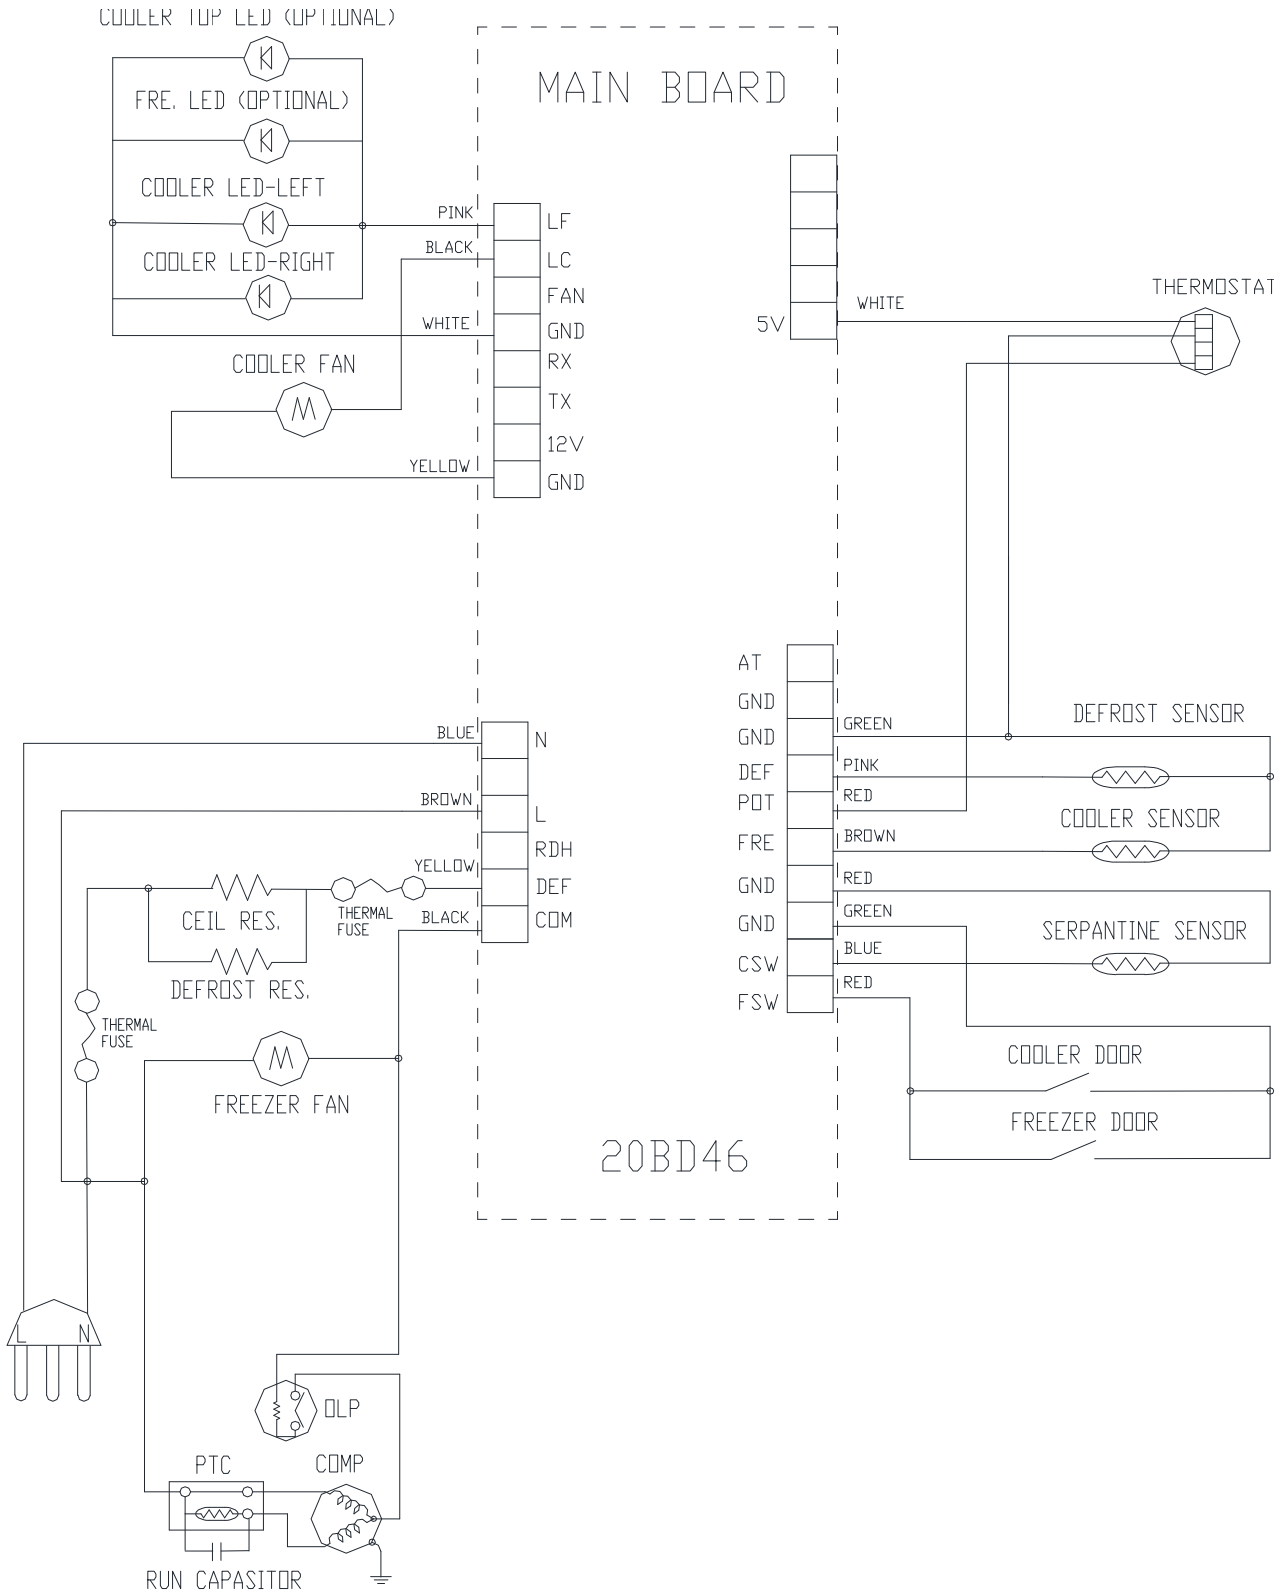 COOLER TOP LED (OPTIONAL)
MAIN BOARD
FRE. LED (OPTIONAL)
COOLER LED-LEFT
PINK
LF
COOLER LED-RIGHT
BLACK
LC
FAN
WHITE
GND
RX
COOLER FAN
TX
12V
YELLOW
GND
5V
WHITE
THERMOSTAT
BLUE
N
BROWN
L
RDH
YELLOW
DEF
BLACK
COM
CEIL RES.
THERMAL
FUSE
DEFROST RES.
THERMAL
FUSE
FREEZER FAN
AT
GND
GND
GREEN
DEFROST SENSOR
DEF
PINK
POT
RED
COOLER SENSOR
FRE
BROWN
GND
RED
GND
GREEN
SERPANTINE SENSOR
CSW
BLUE
FSW
RED
COOLER DOOR
FREEZER DOOR
20BD46
L
N
OLP
PTC
COMP
RUN CAPASITOR